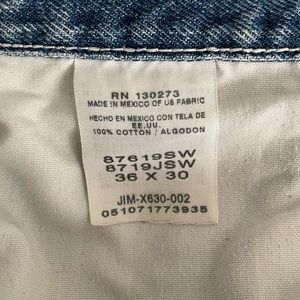 RN 130273
MADE IN MEXICO OF US FABRIC
HECHO EN MEXICO CON TELA DE
EE.UU.
100% COTTON / ALGODON
87619SW
8719JSW
36 X 30
JIM-X630-002
051071773935